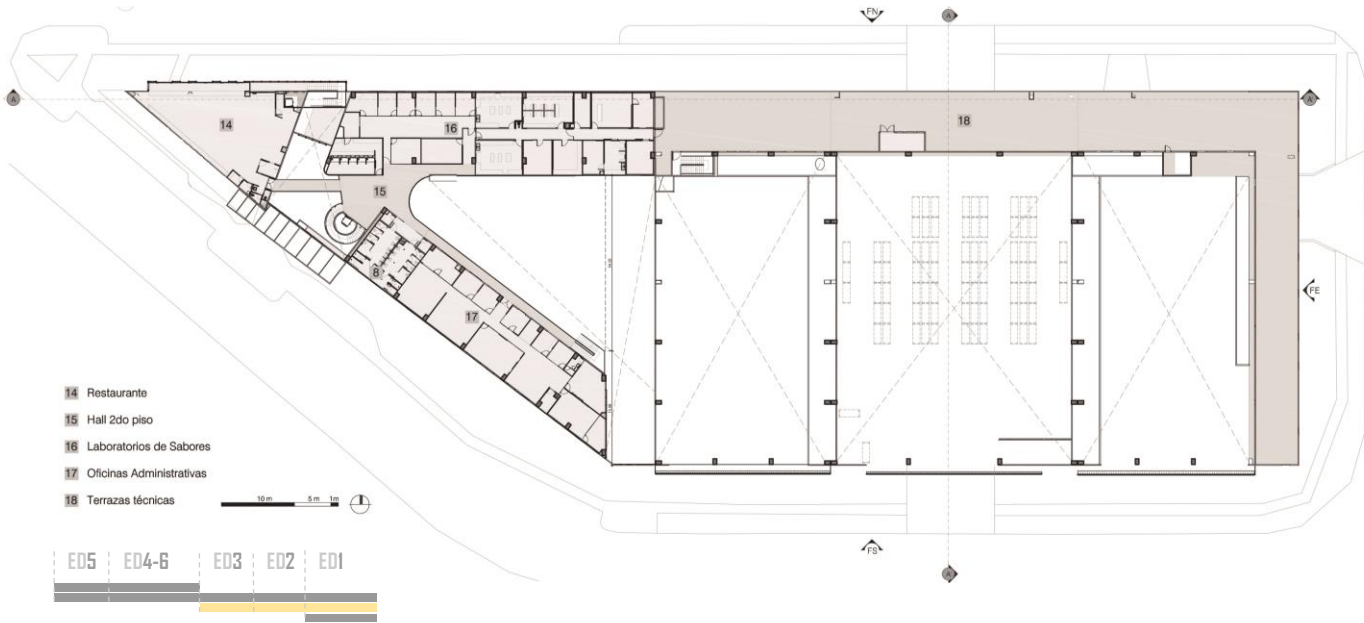 FN
A
A
A'
14
16
18
15
8
17
FE
14 Restaurante
15 Hall 2do piso
16 Laboratorios de Sabores
17 Oficinas Administrativas
18 Terrazas técnicas
10 m 5 m 1m
FS
A'
ED5 ED4-6 ED3 ED2 ED1